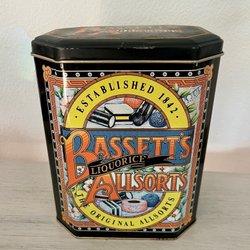 ESTABLISHED 1842
BASSETT'S
LIQUORICE
ALLSORTS
THE ORIGINAL ALLSORTS